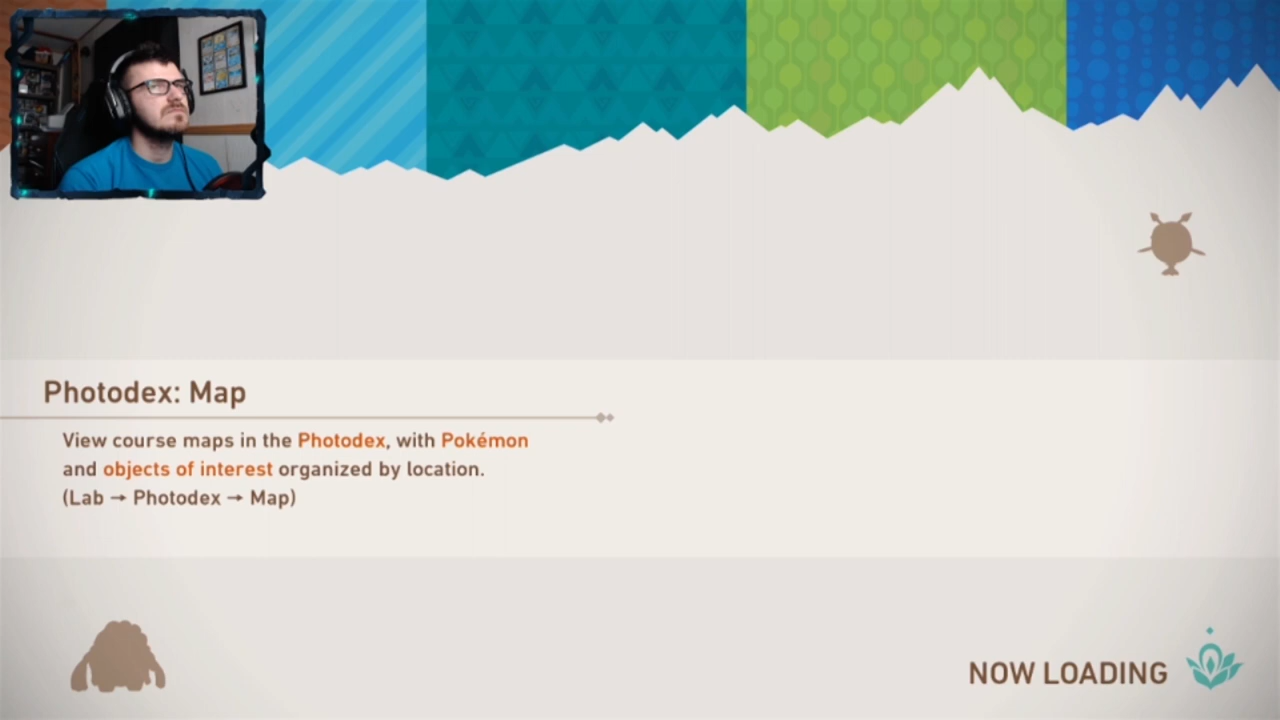 Photodex: Map
View course maps in the Photodex, with Pokémon
and objects of interest organized by location.
(Lab → Photodex → Map)
NOW LOADING